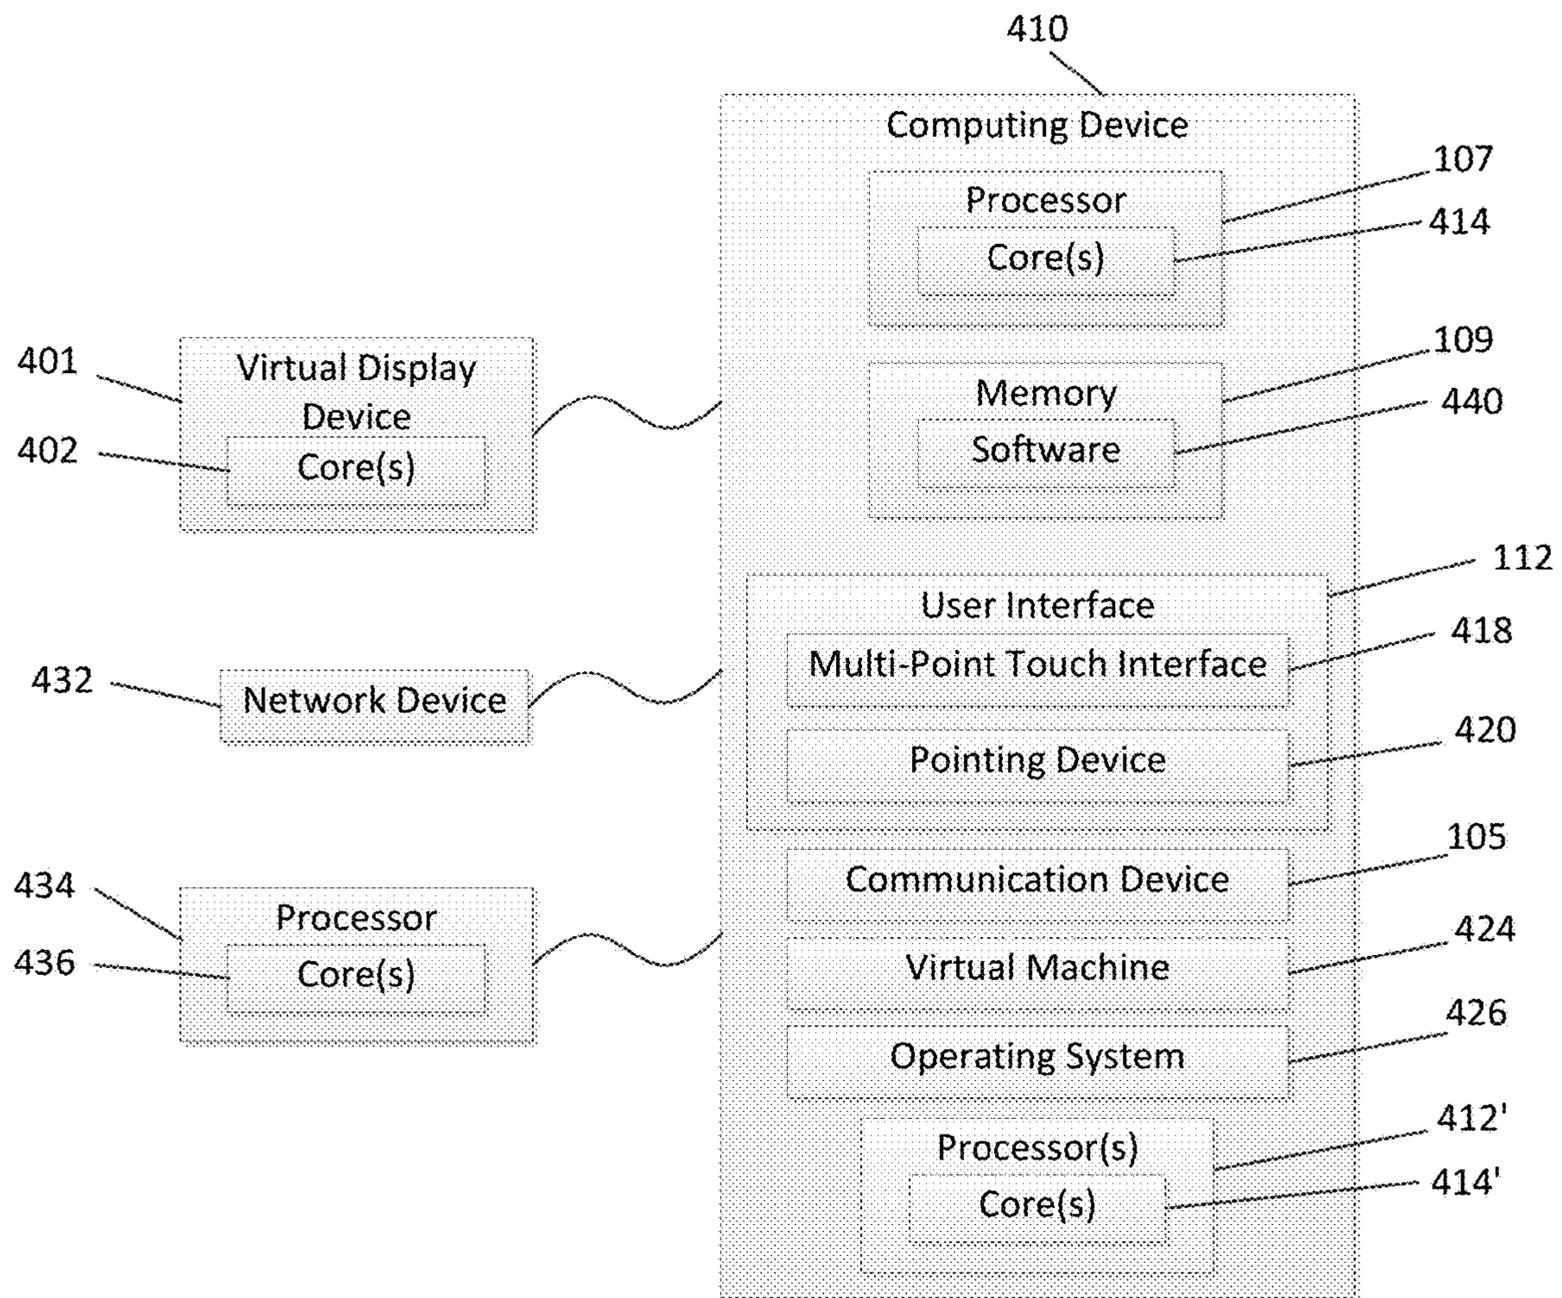 410
Computing Device
107
Processor
414
Core(s)
109
Memory
440
Software
401
Virtual Display
Device
402
Core(s)
112
User Interface
418
Multi-Point Touch Interface
432
Network Device
420
Pointing Device
105
Communication Device
434
Processor
424
Virtual Machine
436
Core(s)
426
Operating System
412'
Processor(s)
414'
Core(s)